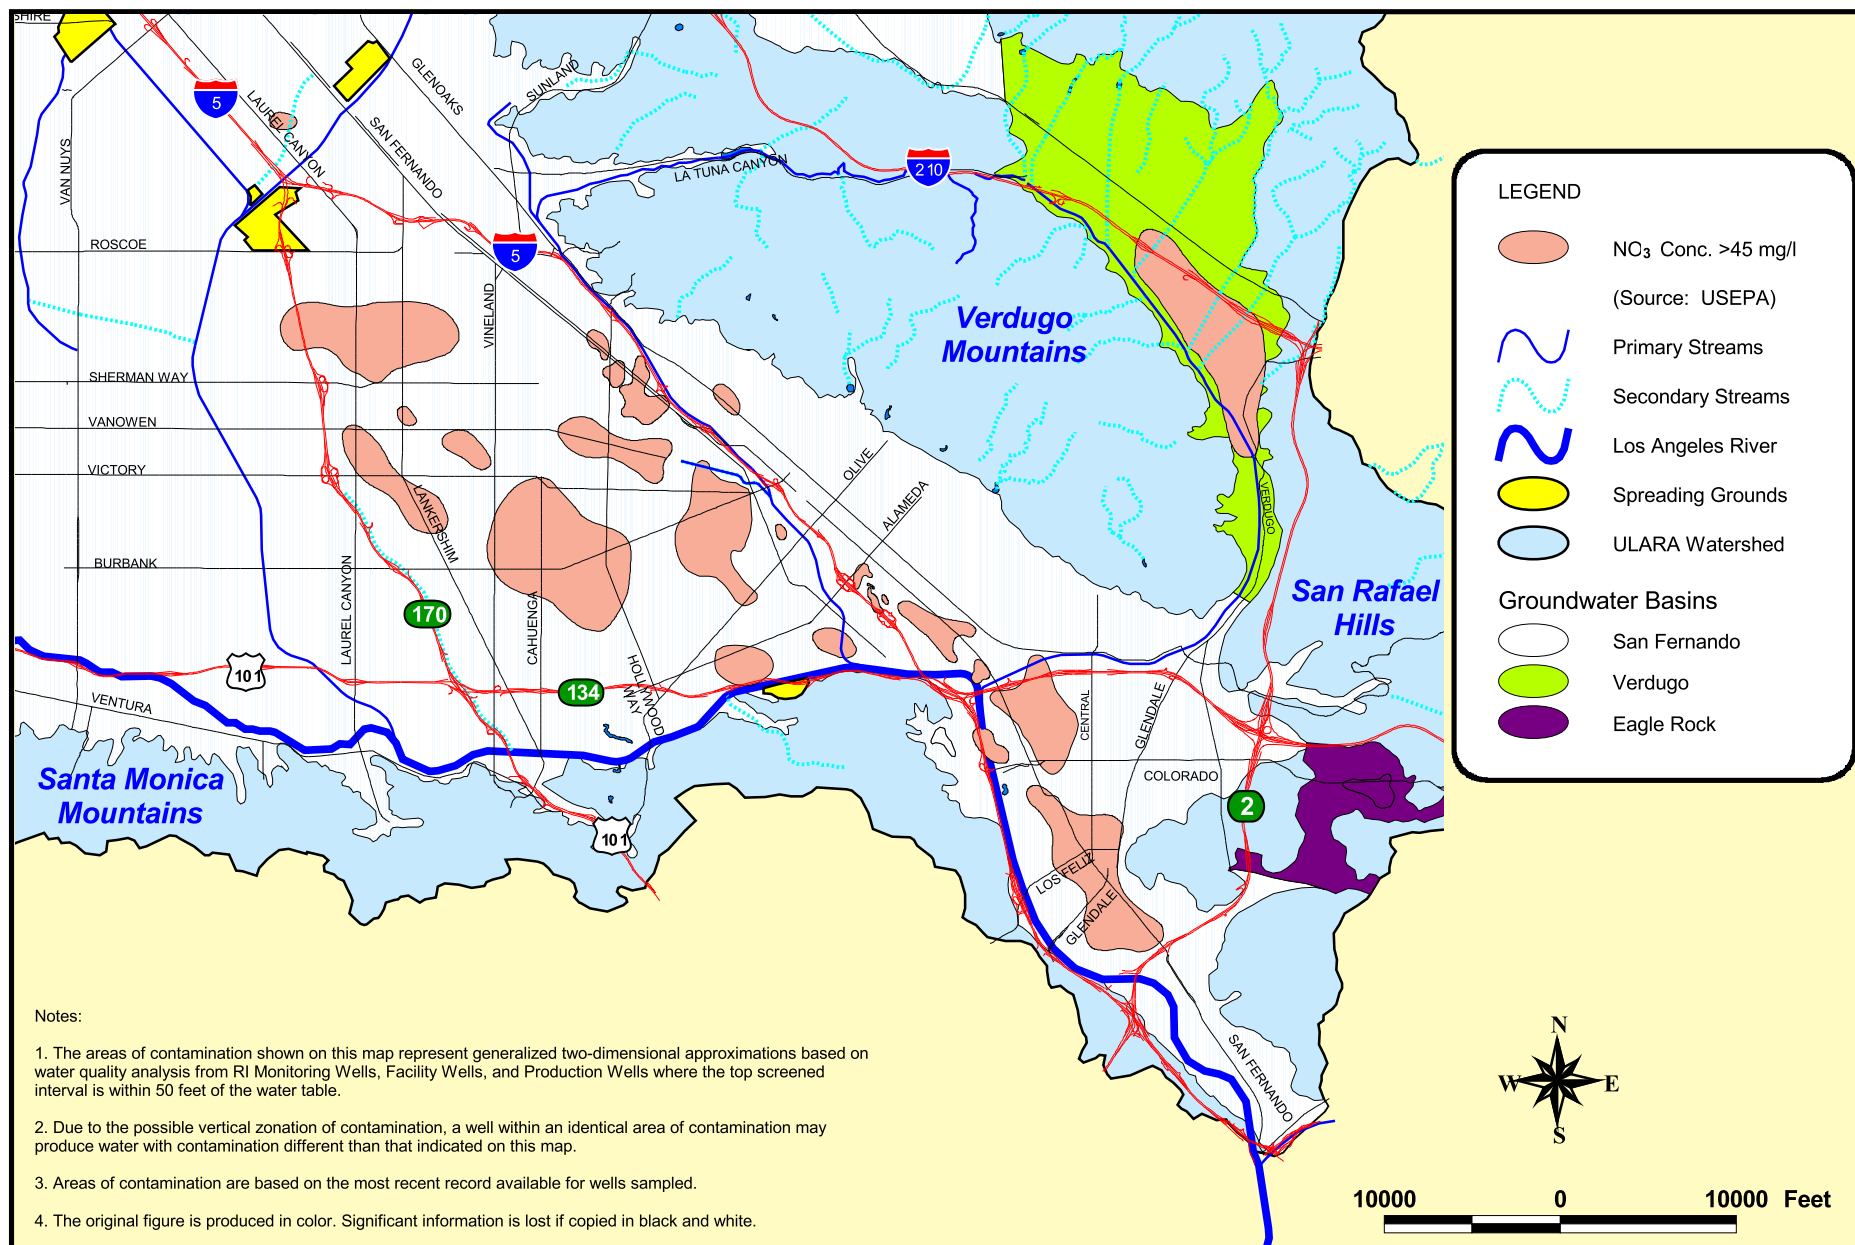 SHIRE
VAN NUYS
5
LAUREL CANYON
SAN FERNANDO
GLENOAKS
SUNLAND
LA TUNA CANYON
2 10
ROSCOE
5
VINELAND
SHERMAN WAY
VANOWEN
VICTORY
BURBANK
LANKERSHIM
OLIVE
ALAMEDA
Verdugo
Mountains
VERDUGO
San Rafael
Hills
LAUREL CANYON
170
CAHUENGA
HOLLYWOOD
WAY
101
134
VENTURA
CENTRAL
GLENDALE
COLORADO
2
Santa Monica
Mountains
101
LOS FELIZ
GLENDALE
SAN FERNANDO
LEGEND
NO3 Conc. >45 mg/l
(Source: USEPA)
Primary Streams
Secondary Streams
Los Angeles River
Spreading Grounds
ULARA Watershed
Groundwater Basins
San Fernando
Verdugo
Eagle Rock
Notes:
1. The areas of contamination shown on this map represent generalized two-dimensional approximations based on
water quality analysis from RI Monitoring Wells, Facility Wells, and Production Wells where the top screened
interval is within 50 feet of the water table.
2. Due to the possible vertical zonation of contamination, a well within an identical area of contamination may
produce water with contamination different than that indicated on this map.
3. Areas of contamination are based on the most recent record available for wells sampled.
4. The original figure is produced in color. Significant information is lost if copied in black and white.
N
W E
S
10000 0 10000 Feet